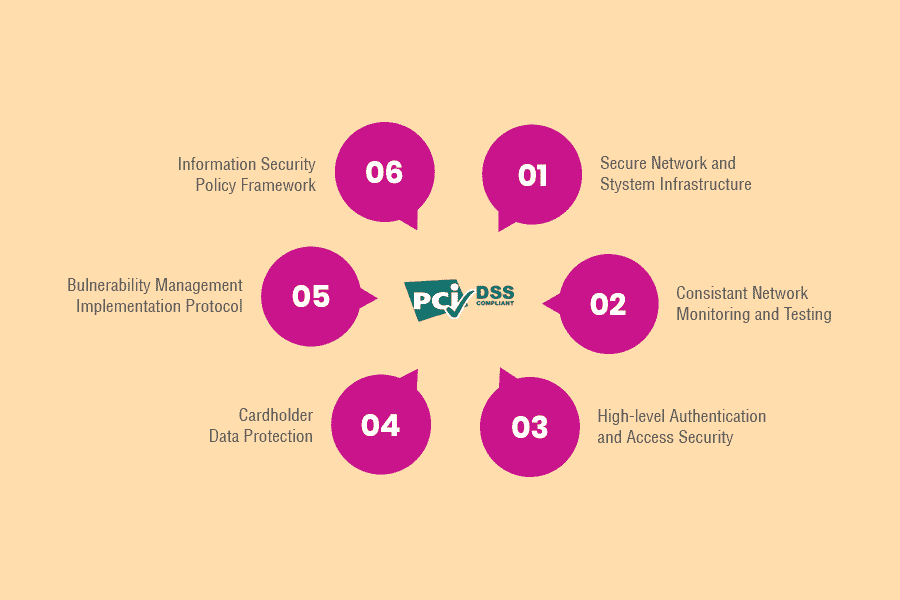 01
Secure Network and
Stystem Infrastructure
02
Consistant Network
Monitoring and Testing
03
High-level Authentication
and Access Security
04
Cardholder
Data Protection
05
Bulnerability Management
Implementation Protocol
06
Information Security
Policy Framework
PCi
DSS
COMPLIANT